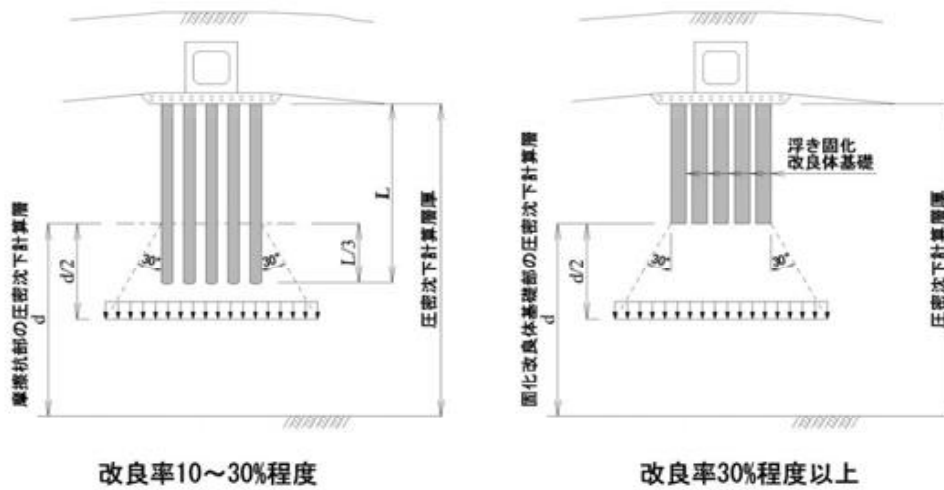 摩擦杭部の圧密沈下計算層
d
d/2
30°
30°
L/3
L
圧密沈下計算層厚
改良率10～30%程度
固化改良体基礎部の圧密沈下計算層
d
d/2
30°
30°
浮き固化
改良体基礎
圧密沈下計算層厚
改良率30%程度以上